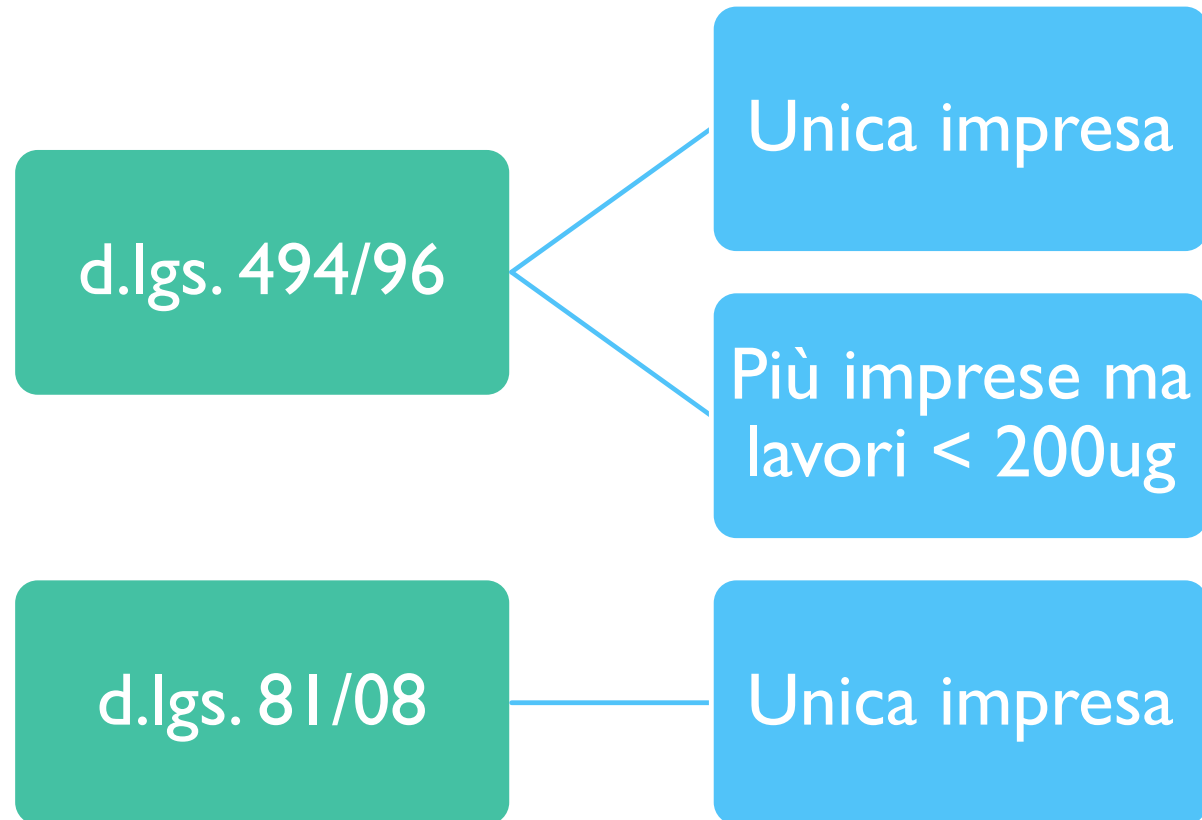 d.lgs. 494/96
Unica impresa
Più imprese ma
lavori < 200ug
d.lgs. 81/08
Unica impresa